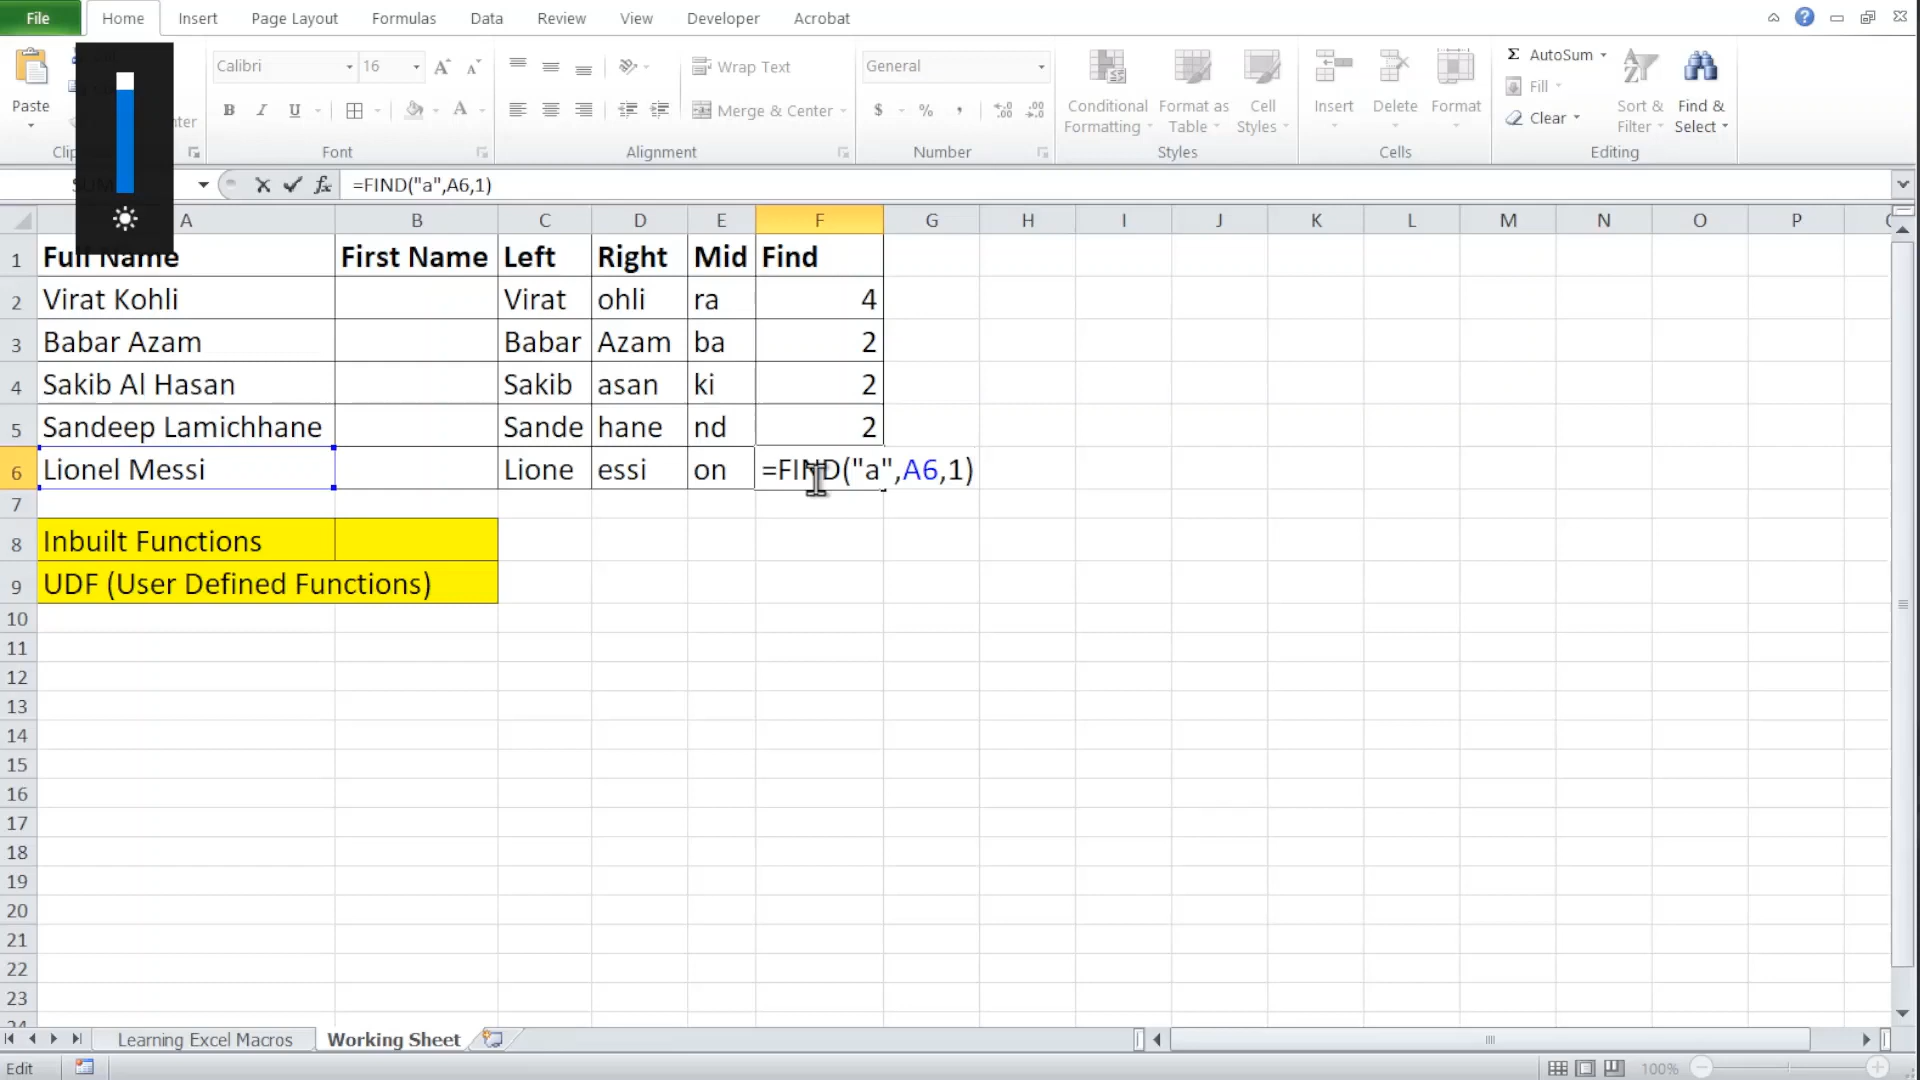 File Home Insert Page Layout Formulas Data Review View Developer Acrobat
Paste
Calibri 16
Wrap Text
General
Conditional Formatting
Format as Table
Cell Styles
Insert Delete Format
Σ AutoSum
Fill
Clear
Sort & Filter
Find & Select
B I U A
Merge & Center
$ % ,
Font Alignment Number Styles Cells Editing
fx =FIND("a",A6,1)
A B C D E F G H I J K L M N O P
1 Full Name First Name Left Right Mid Find
2 Virat Kohli Virat ohli ra 4
3 Babar Azam Babar Azam ba 2
4 Sakib Al Hasan Sakib asan ki 2
5 Sandeep Lamichhane Sande hane nd 2
6 Lionel Messi Lione essi on =FIND("a",A6,1)
7
8 Inbuilt Functions
9 UDF (User Defined Functions)
10
11
12
13
14
15
16
17
18
19
20
21
22
23
24
Learning Excel Macros Working Sheet
Edit 100%